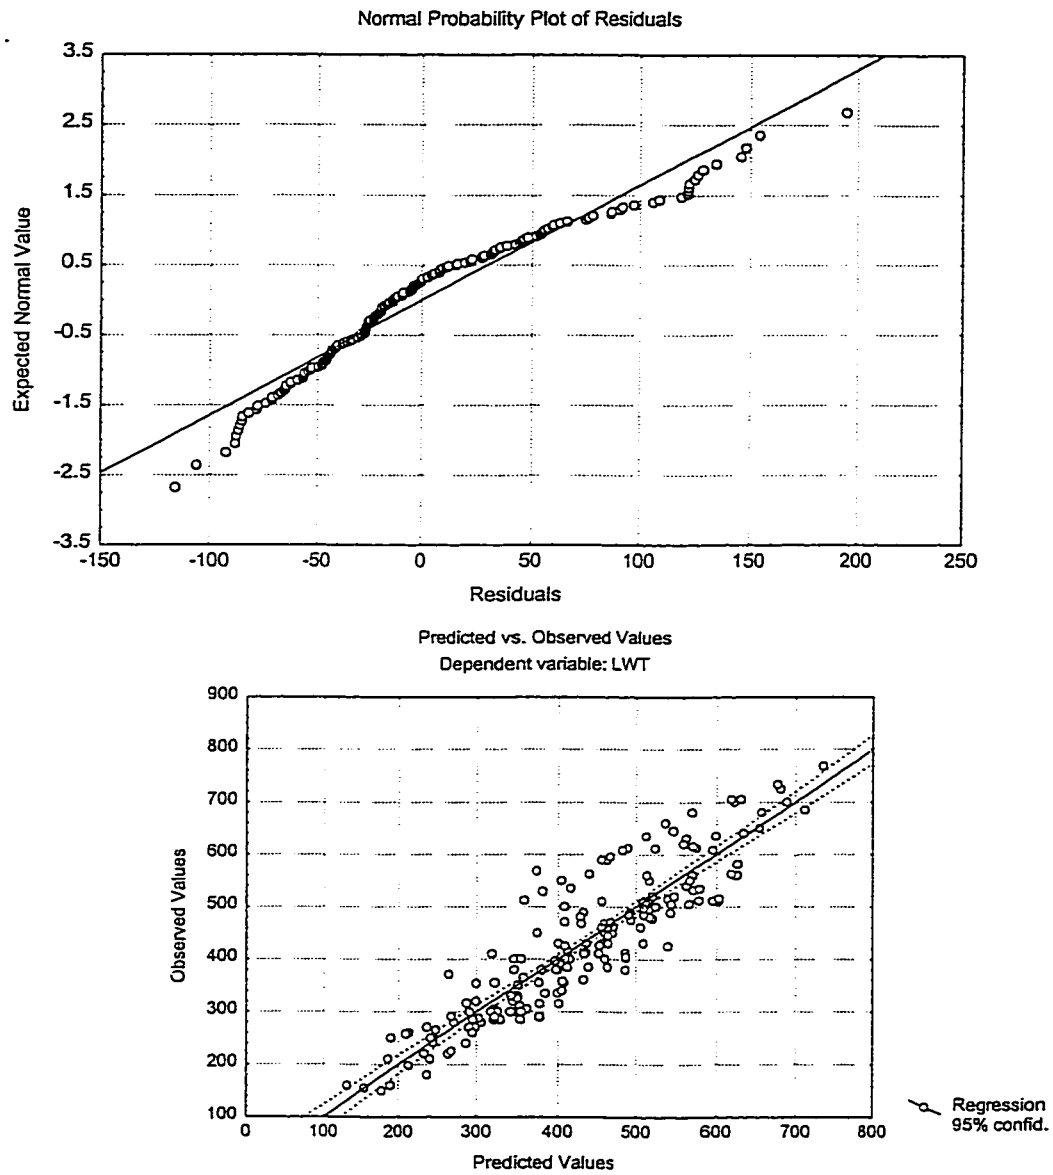 Normal Probability Plot of Residuals
3.5
2.5
1.5
0.5
-0.5
-1.5
-2.5
-3.5
Expected Normal Value
-150 -100 -50 0 50 100 150 200 250
Residuals
Predicted vs. Observed Values
Dependent variable: LWT
900
800
700
600
500
400
300
200
100
Observed Values
0 100 200 300 400 500 600 700 800
Predicted Values
Regression
95% confid.